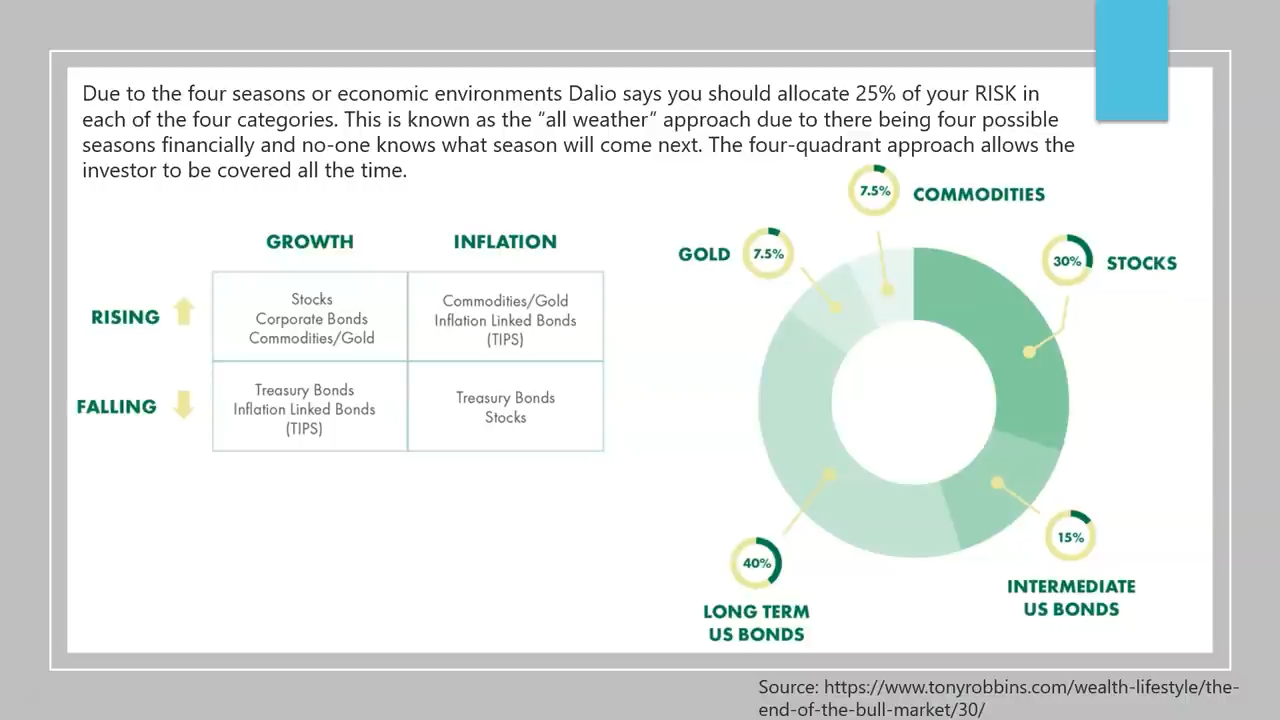 Due to the four seasons or economic environments Dalio says you should allocate 25% of your RISK in
each of the four categories. This is known as the “all weather” approach due to there being four possible
seasons financially and no-one knows what season will come next. The four-quadrant approach allows the
investor to be covered all the time.
GROWTH
INFLATION
RISING
Stocks
Corporate Bonds
Commodities/Gold
Commodities/Gold
Inflation Linked Bonds
(TIPS)
FALLING
Treasury Bonds
Inflation Linked Bonds
(TIPS)
Treasury Bonds
Stocks
7.5%
COMMODITIES
GOLD
7.5%
30%
STOCKS
15%
INTERMEDIATE
US BONDS
40%
LONG TERM
US BONDS
Source: https://www.tonyrobbins.com/wealth-lifestyle/the-
end-of-the-bull-market/30/